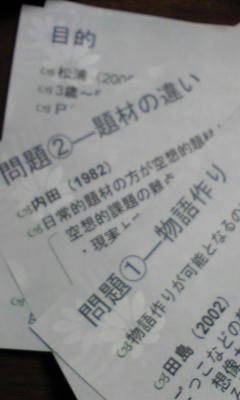 目的
松浦（200
3歳～
問題②―題材の違い
内田（1982）
日常的題材の方が空想的題材
空想的課題の難
・現実
問題①―物語作り
物語作りが可能となるの
田島（2002）
ごっこなどの
想像